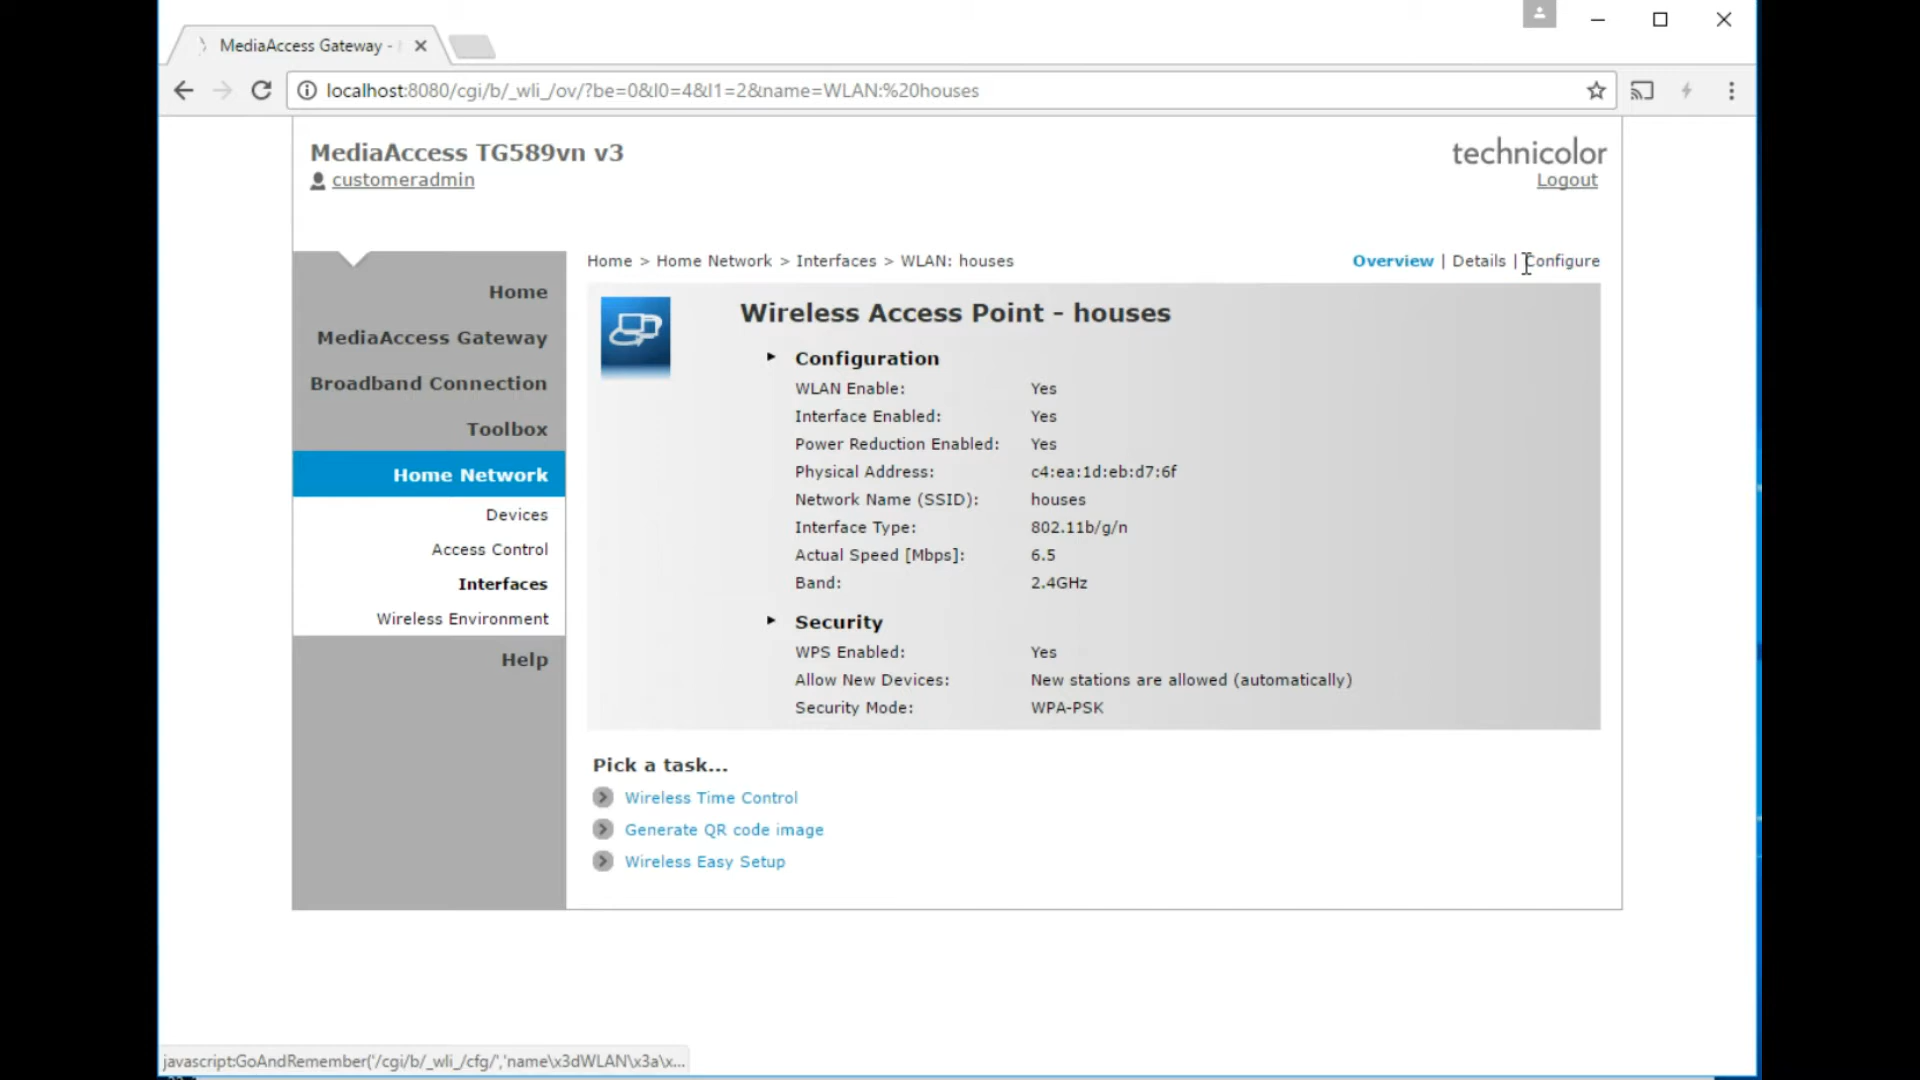 MediaAccess Gateway -
localhost:8080/cgi/b/_wli_/ov/?be=0&l0=4&l1=2&name=WLAN:%20houses
MediaAccess TG589vn v3
technicolor
customeradmin
Logout
Home > Home Network > Interfaces > WLAN: houses
Overview | Details | Configure
Home
MediaAccess Gateway
Broadband Connection
Toolbox
Home Network
Devices
Access Control
Interfaces
Wireless Environment
Help
Wireless Access Point - houses
Configuration
WLAN Enable: Yes
Interface Enabled: Yes
Power Reduction Enabled: Yes
Physical Address: c4:ea:1d:eb:d7:6f
Network Name (SSID): houses
Interface Type: 802.11b/g/n
Actual Speed [Mbps]: 6.5
Band: 2.4GHz
Security
WPS Enabled: Yes
Allow New Devices: New stations are allowed (automatically)
Security Mode: WPA-PSK
Pick a task...
Wireless Time Control
Generate QR code image
Wireless Easy Setup
javascript:GoAndRemember('/cgi/b/_wli_/cfg/','name\x3dWLAN\x3a\x...